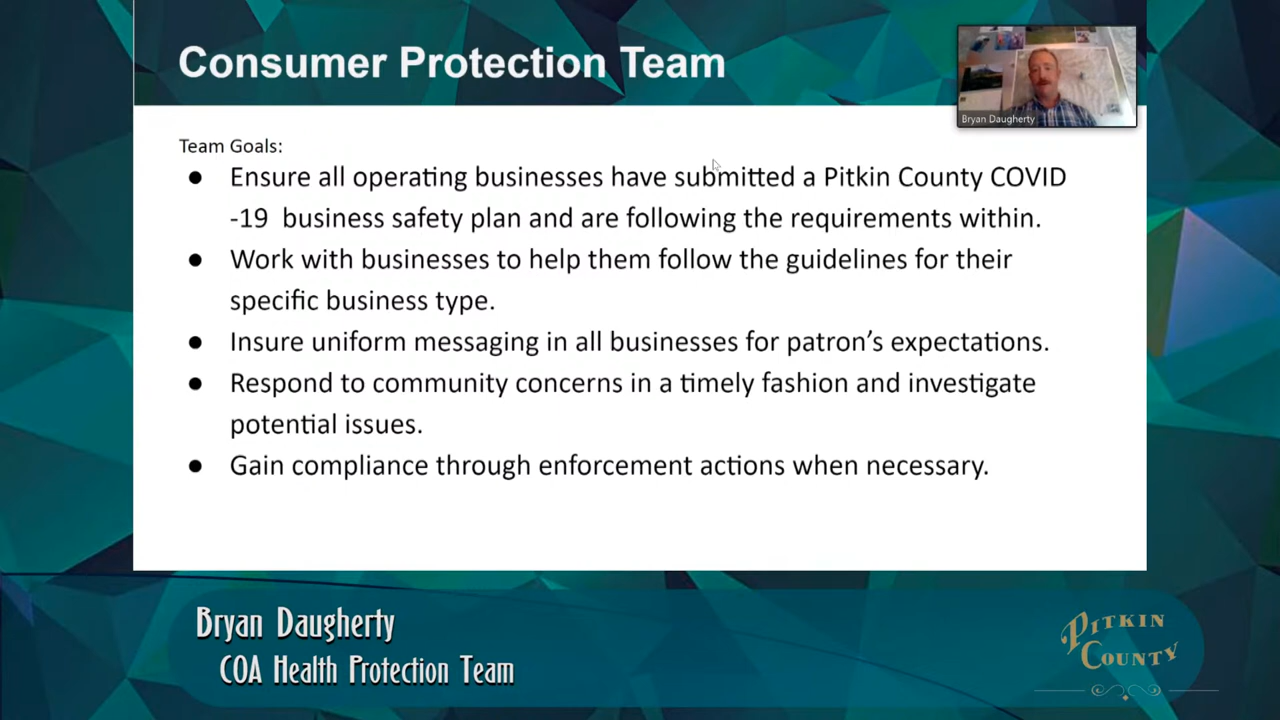 Consumer Protection Team
Bryan Daugherty
Team Goals:
● Ensure all operating businesses have submitted a Pitkin County COVID
-19 business safety plan and are following the requirements within.
● Work with businesses to help them follow the guidelines for their
specific business type.
● Insure uniform messaging in all businesses for patron’s expectations.
● Respond to community concerns in a timely fashion and investigate
potential issues.
● Gain compliance through enforcement actions when necessary.
Bryan Daugherty
COA Health Protection Team
PITKIN
COUNTY